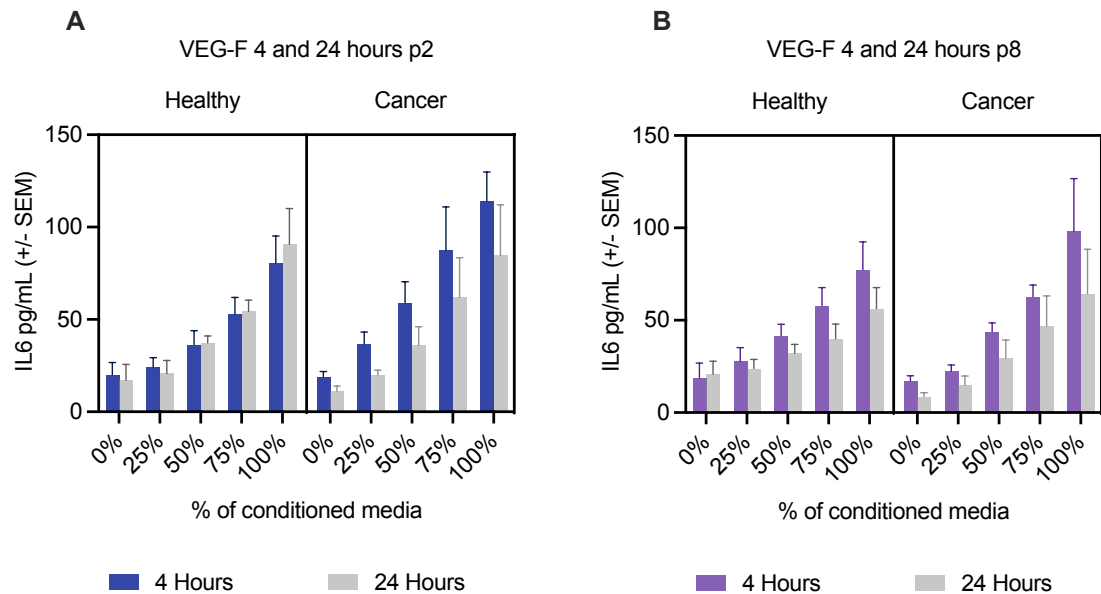 A
VEG-F 4 and 24 hours p2
Healthy
Cancer
IL6 pg/mL (+/- SEM)
150
100
50
0
0%
25%
50%
75%
100%
0%
25%
50%
75%
100%
% of conditioned media
4 Hours
24 Hours
B
VEG-F 4 and 24 hours p8
Healthy
Cancer
IL6 pg/mL (+/- SEM)
150
100
50
0
0%
25%
50%
75%
100%
0%
25%
50%
75%
100%
% of conditioned media
4 Hours
24 Hours